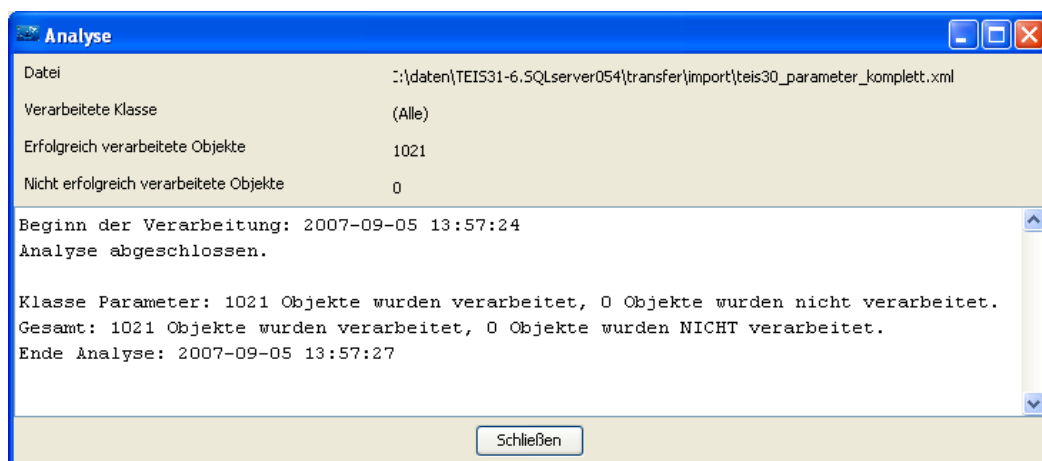 Analyse
Datei :\daten\TEIS31-6.SQLserver054\transfer\import\teis30_parameter_komplett.xml
Verarbeitete Klasse (Alle)
Erfolgreich verarbeitete Objekte 1021
Nicht erfolgreich verarbeitete Objekte 0
Beginn der Verarbeitung: 2007-09-05 13:57:24
Analyse abgeschlossen.
Klasse Parameter: 1021 Objekte wurden verarbeitet, 0 Objekte wurden nicht verarbeitet.
Gesamt: 1021 Objekte wurden verarbeitet, 0 Objekte wurden NICHT verarbeitet.
Ende Analyse: 2007-09-05 13:57:27
Schließen